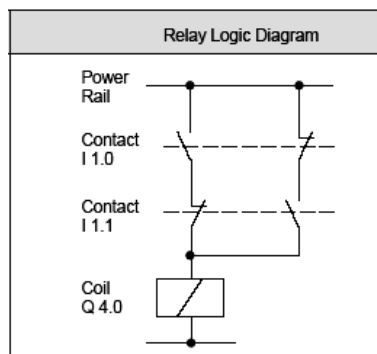 Relay Logic Diagram
Power
Rail
Contact
I 1.0
Contact
I 1.1
Coil
Q 4.0